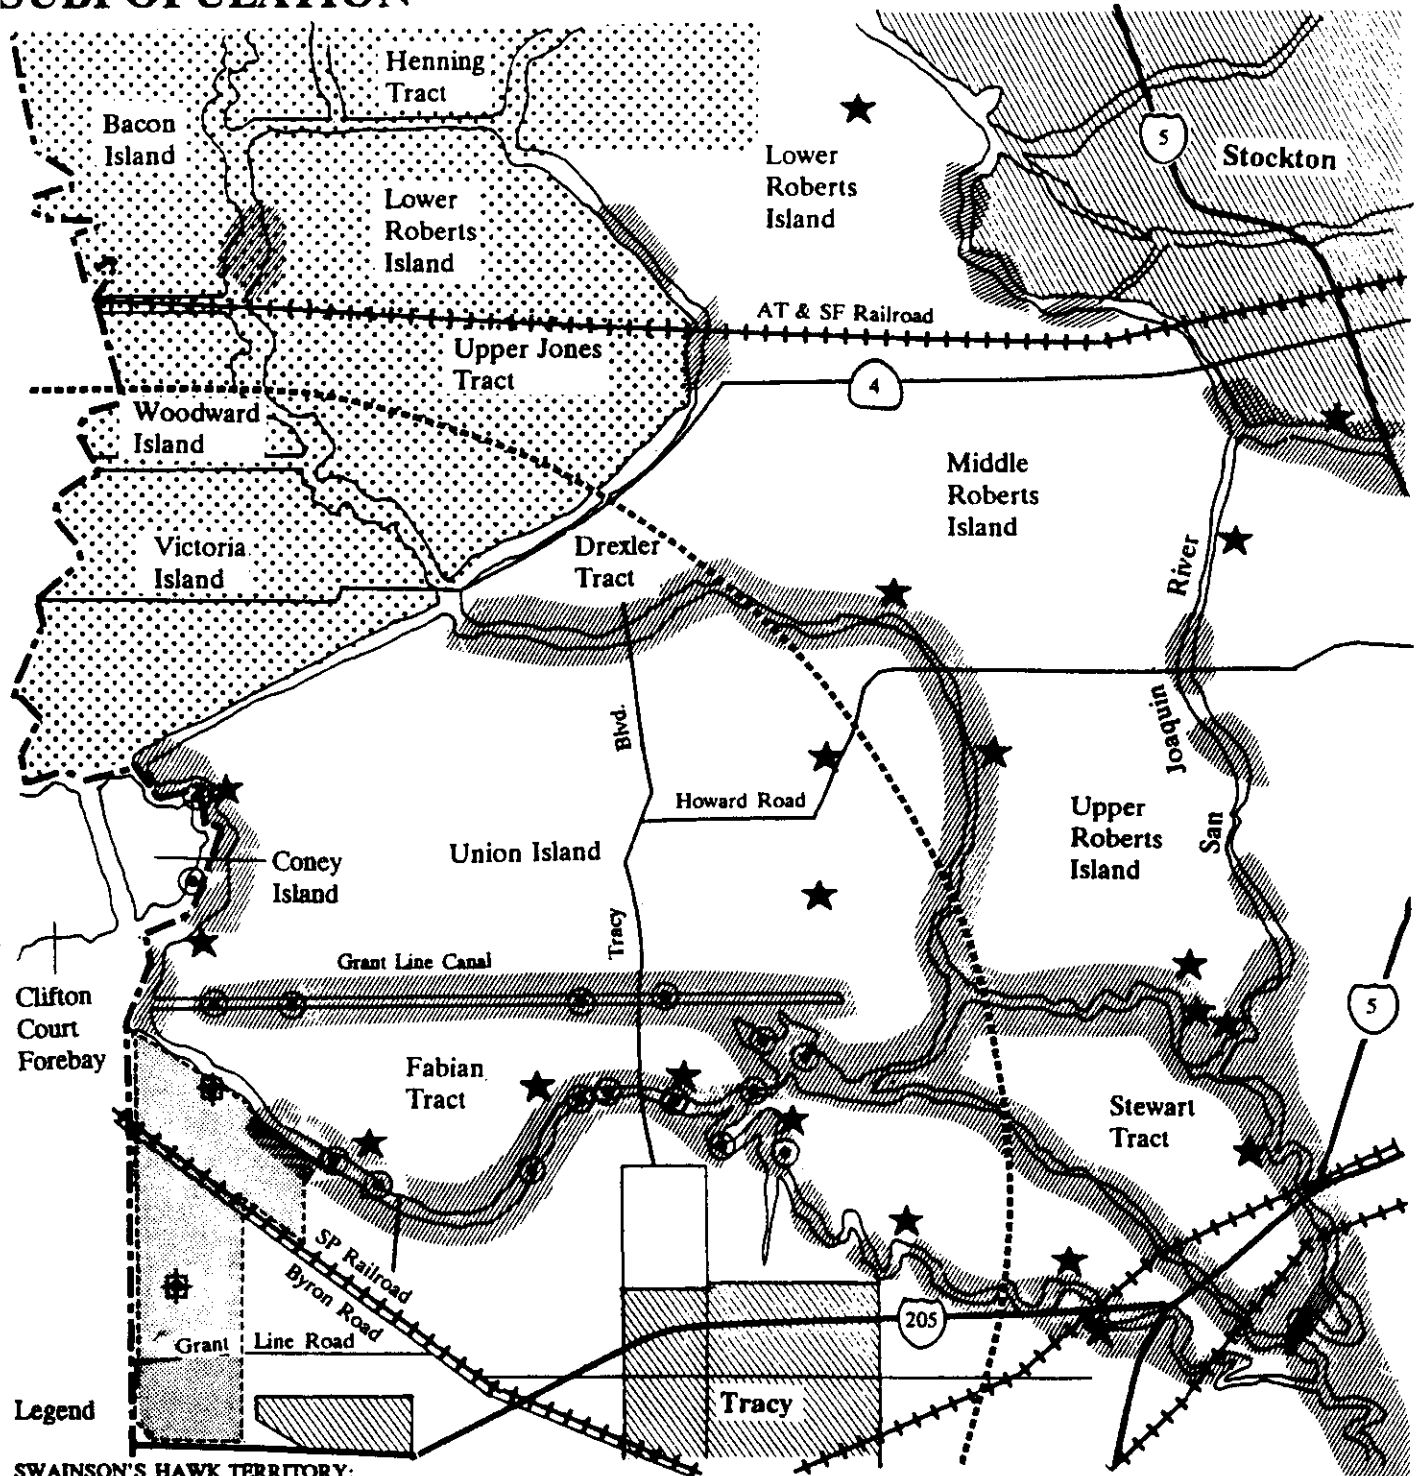 SUBPOPULATION
Henning
Tract
Bacon
Island
Lower
Roberts
Island
Lower
Roberts
Island
5
Stockton
AT & SF Railroad
Upper Jones
Tract
4
Woodward
Island
Middle
Roberts
Island
Victoria
Island
Drexler
Tract
River
Joaquin
San
Blvd.
Howard Road
Union Island
Upper
Roberts
Island
Coney
Island
Tracy
Grant Line Canal
Clifton
Court
Forebay
5
Fabian
Tract
Stewart
Tract
SP Railroad
Byron Road
205
Grant Line Road
Tracy
Legend
SWAINSON'S HAWK TERRITORY: